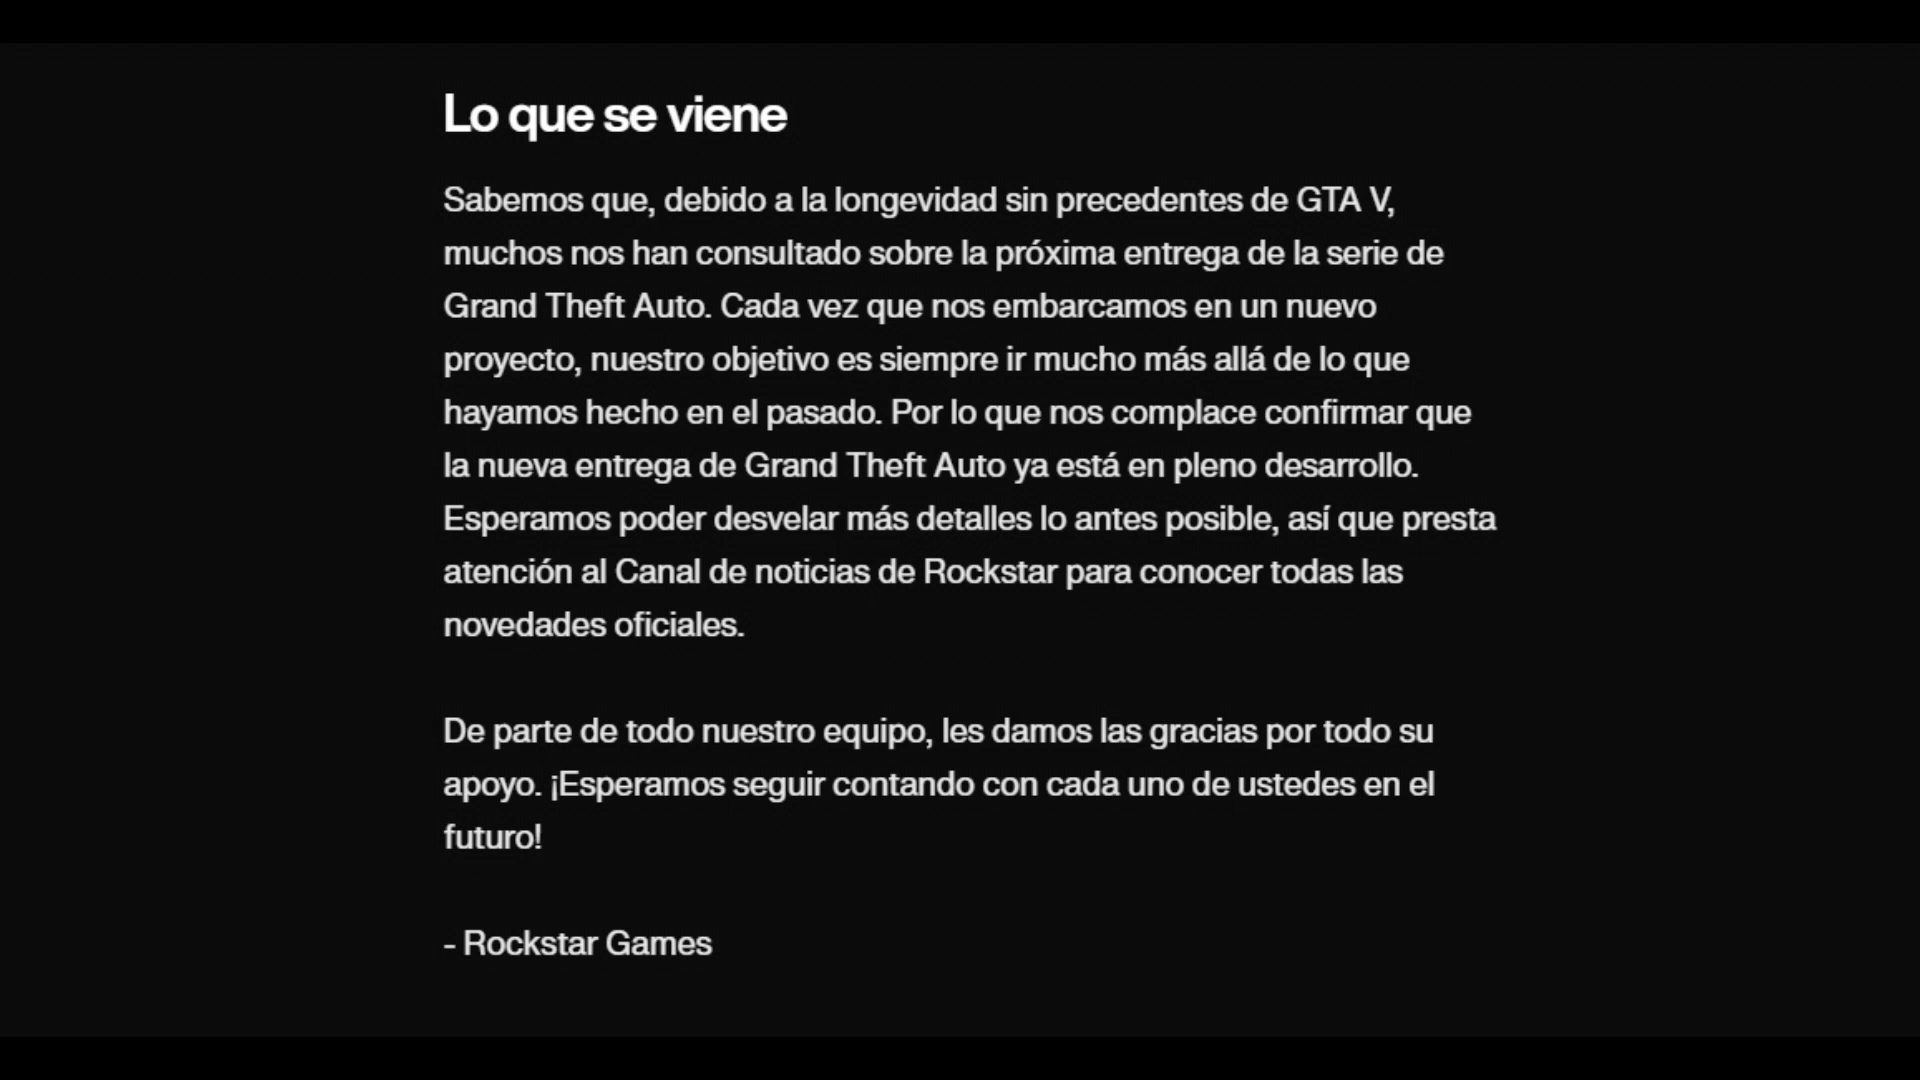 Lo que se viene
Sabemos que, debido a la longevidad sin precedentes de GTA V,
muchos nos han consultado sobre la próxima entrega de la serie de
Grand Theft Auto. Cada vez que nos embarcamos en un nuevo
proyecto, nuestro objetivo es siempre ir mucho más allá de lo que
hayamos hecho en el pasado. Por lo que nos complace confirmar que
la nueva entrega de Grand Theft Auto ya está en pleno desarrollo.
Esperamos poder desvelar más detalles lo antes posible, así que presta
atención al Canal de noticias de Rockstar para conocer todas las
novedades oficiales.
De parte de todo nuestro equipo, les damos las gracias por todo su
apoyo. ¡Esperamos seguir contando con cada uno de ustedes en el
futuro!
- Rockstar Games